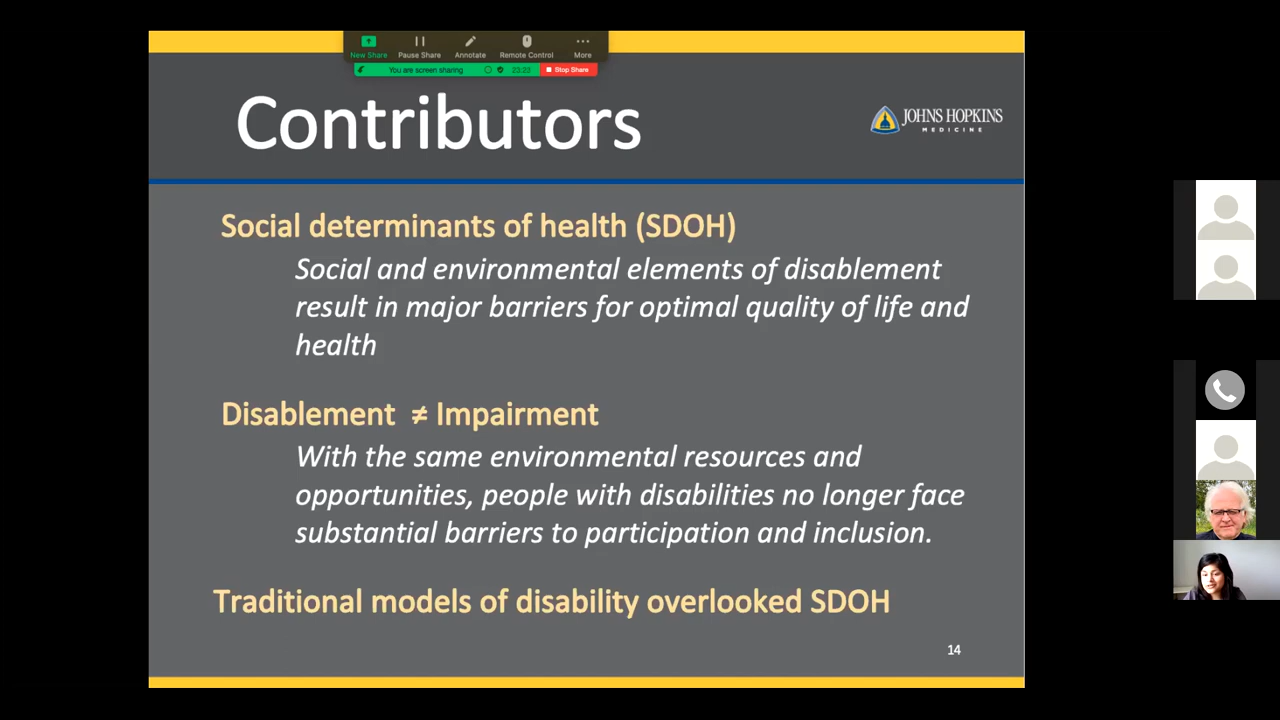 New Share Pause Share Annotate Remote Control More
You are screen sharing 23:23 Stop Share
Contributors
JOHNS HOPKINS
MEDICINE
Social determinants of health (SDOH)
Social and environmental elements of disablement
result in major barriers for optimal quality of life and
health
Disablement ≠ Impairment
With the same environmental resources and
opportunities, people with disabilities no longer face
substantial barriers to participation and inclusion.
Traditional models of disability overlooked SDOH
14